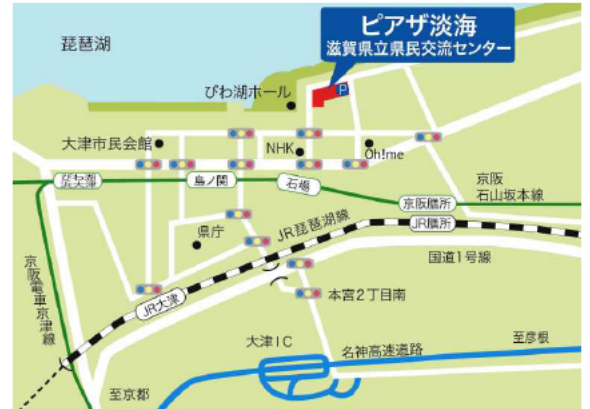 ピアザ淡海
滋賀県立県民交流センター
琵琶湖
P
びわ湖ホール
大津市民会館
NHK
Oh!me
びわ湖
浜大津
島ノ関
石場
京阪
石山坂本線
京阪膳所
JR膳所
県庁
JR琵琶湖線
国道1号線
京阪電車京津線
JR大津
本宮2丁目南
大津IC
名神高速道路
至彦根
至京都